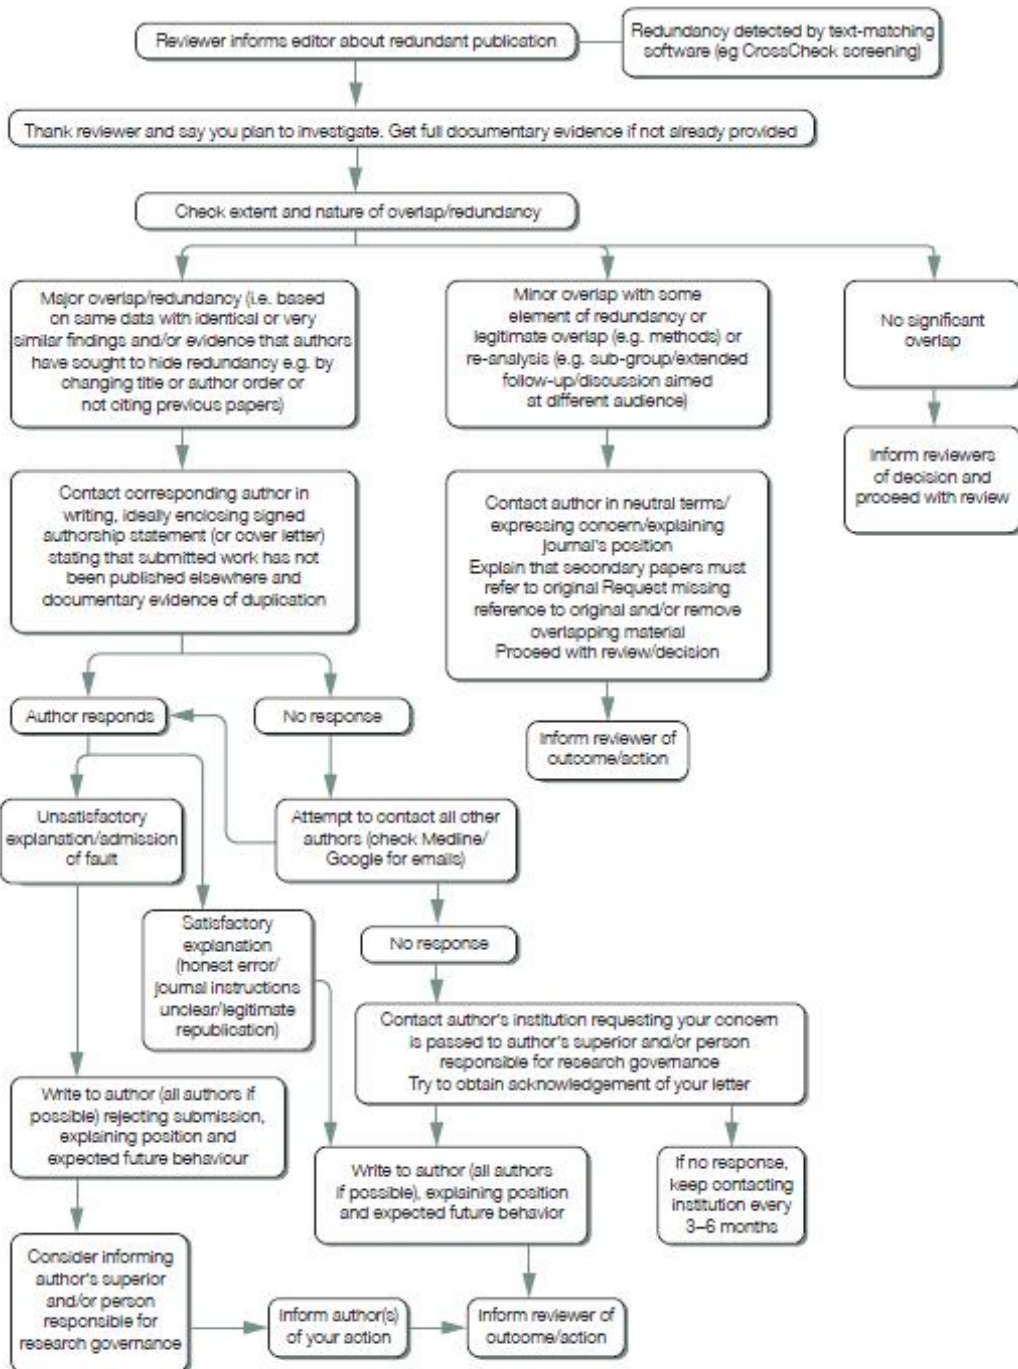 Reviewer informs editor about redundant publication
Redundancy detected by text-matching
software (eg CrossCheck screening)
Thank reviewer and say you plan to investigate. Get full documentary evidence if not already provided
Check extent and nature of overlap/redundancy
Major overlap/redundancy (i.e. based
on same data with identical or very
similar findings and/or evidence that authors
have sought to hide redundancy e.g. by
changing title or author order or
not citing previous papers)
Minor overlap with some
element of redundancy or
legitimate overlap (e.g. methods) or
re-analysis (e.g. sub-group/extended
follow-up/discussion aimed
at different audience)
No significant
overlap
Contact corresponding author in
writing, ideally enclosing signed
authorship statement (or cover letter)
stating that submitted work has not
been published elsewhere and
documentary evidence of duplication
Contact author in neutral terms/
expressing concern/explaining
journal's position
Explain that secondary papers must
refer to original Request missing
reference to original and/or remove
overlapping material
Proceed with review/decision
Inform reviewers
of decision and
proceed with review
Author responds
No response
Inform reviewer of
outcome/action
Unsatisfactory
explanation/admission
of fault
Attempt to contact all other
authors (check Medline/
Google for emails)
Satisfactory
explanation
(honest error/
journal instructions
unclear/legitimate
republication)
No response
Contact author's institution requesting your concern
is passed to author's superior and/or person
responsible for research governance
Try to obtain acknowledgement of your letter
Write to author (all authors if
possible) rejecting submission,
explaining position and
expected future behaviour
Write to author (all authors
if possible), explaining position
and expected future behavior
If no response,
keep contacting
institution every
3–6 months
Consider informing
author's superior
and/or person
responsible for
research governance
Inform author(s)
of your action
Inform reviewer of
outcome/action